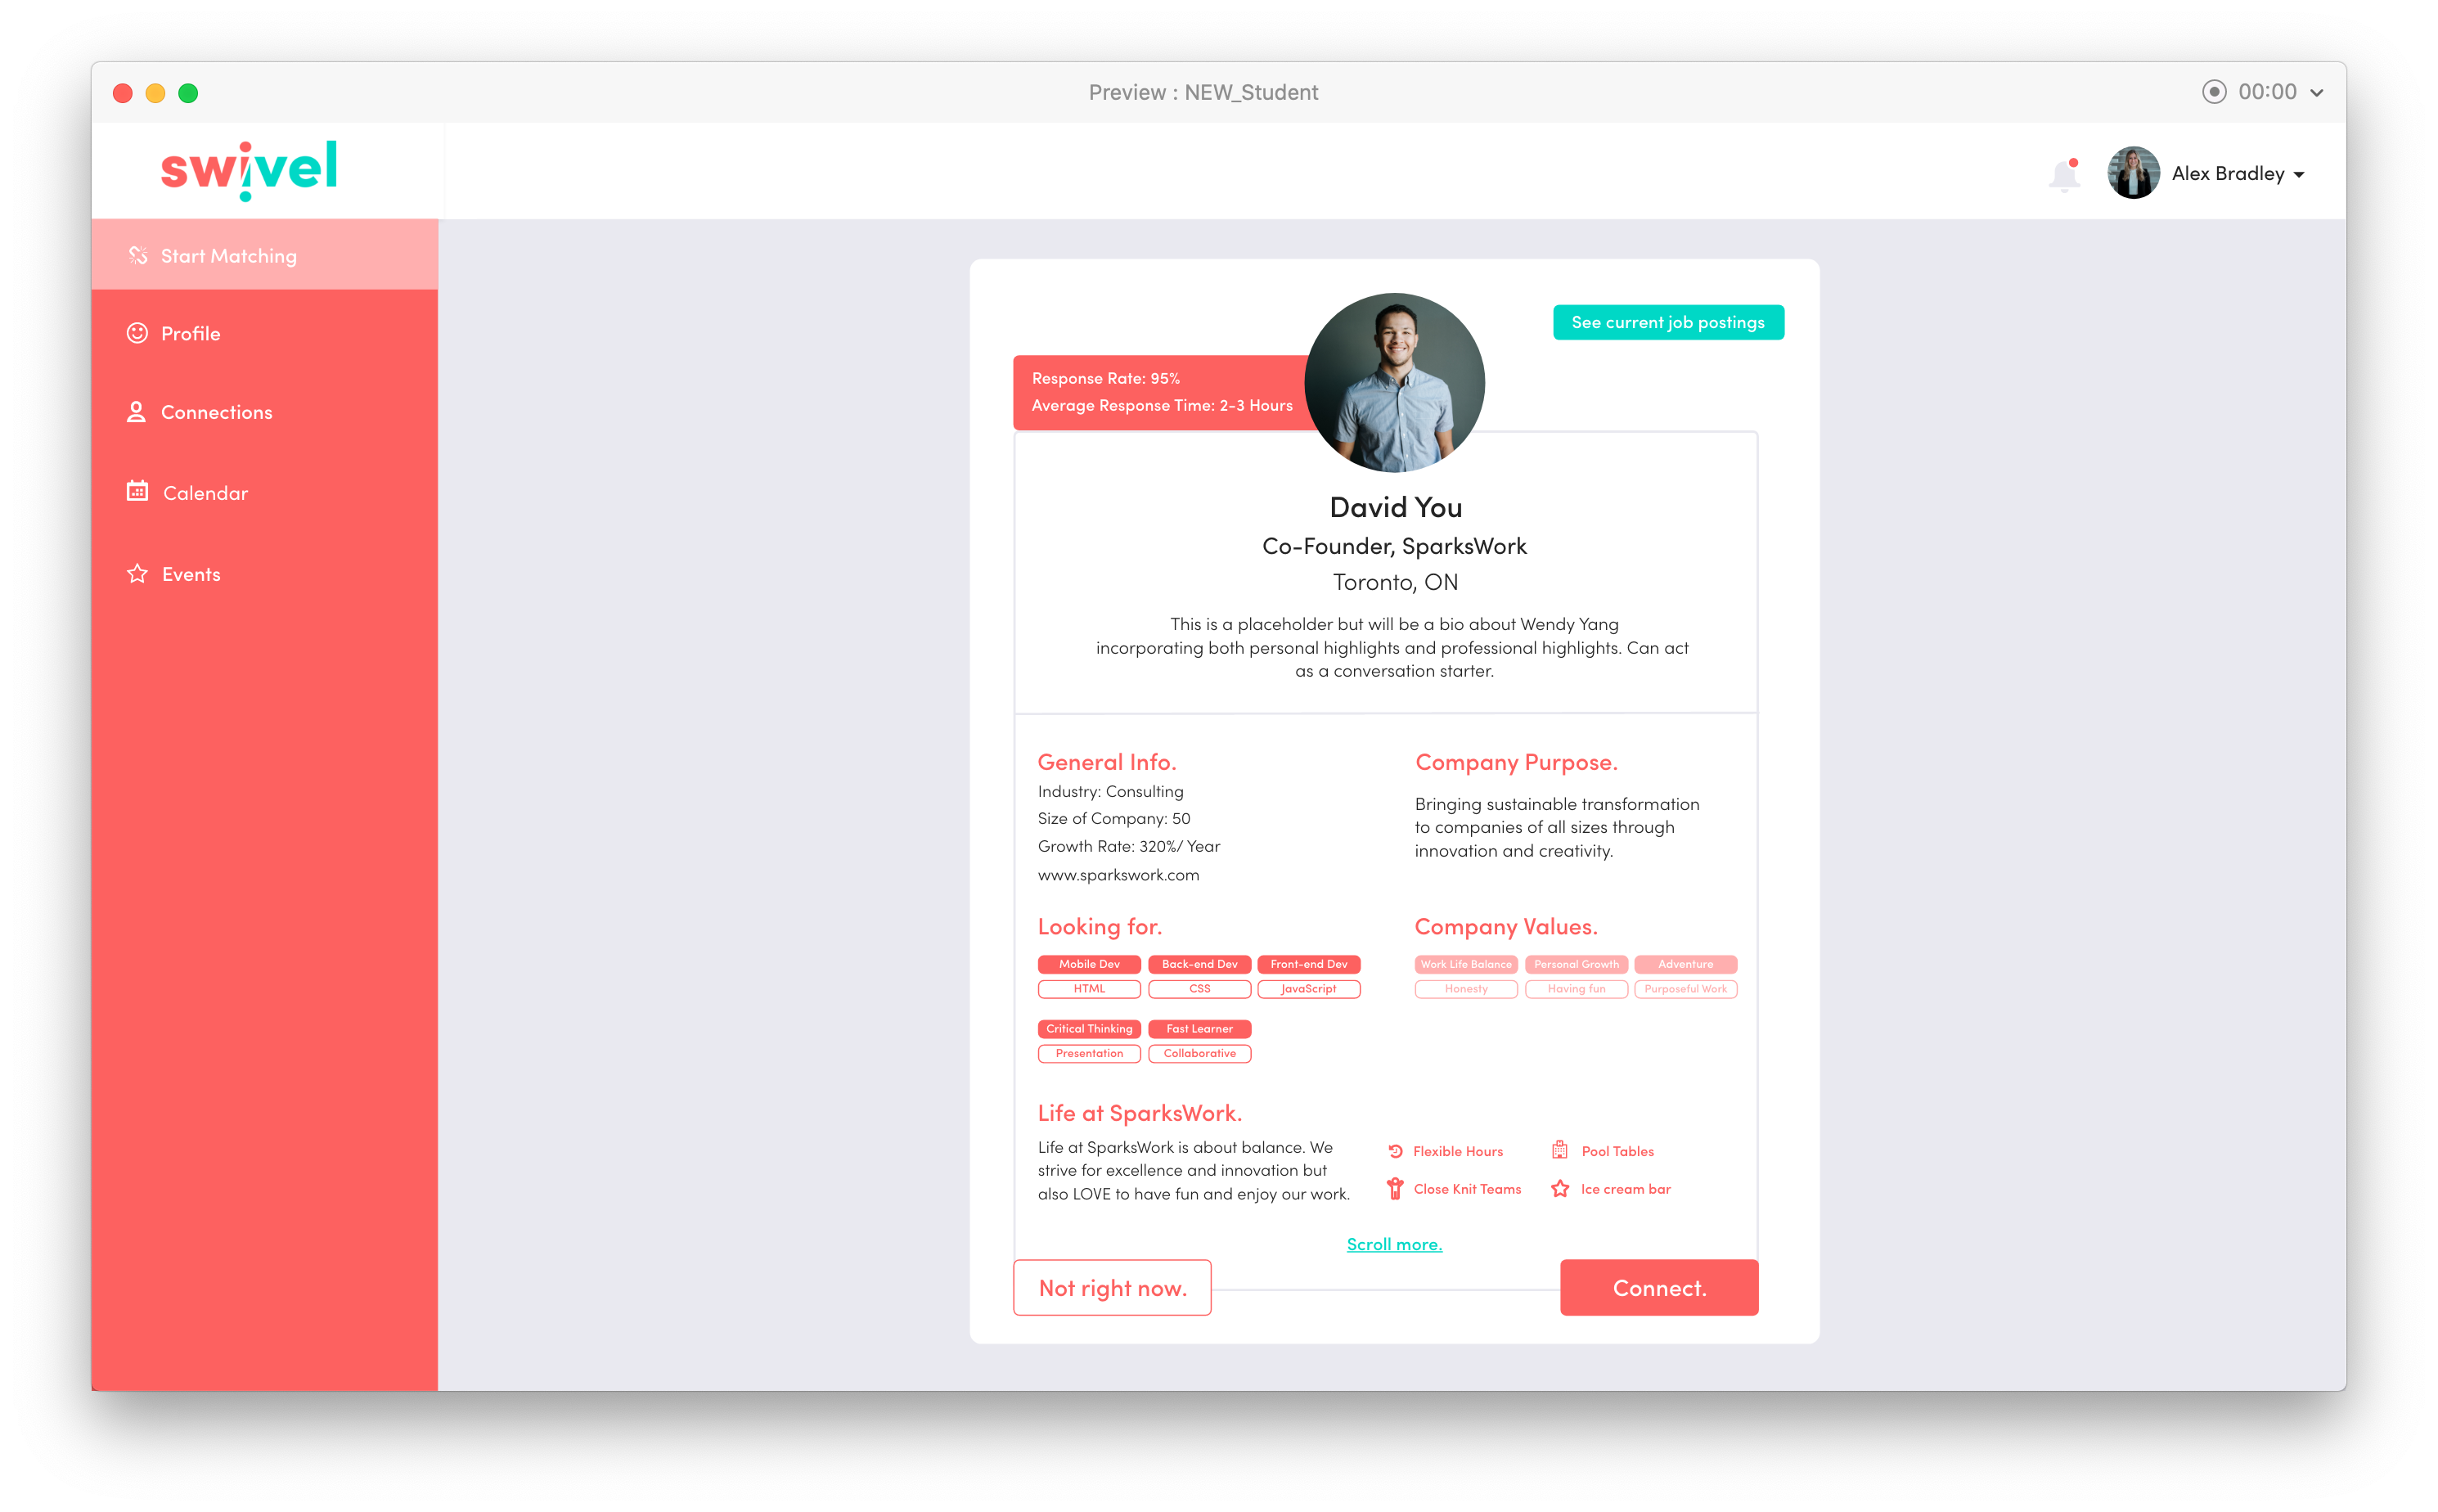 Preview : NEW_Student
00:00
swivel
Alex Bradley
Start Matching
Profile
Connections
Calendar
Events
See current job postings
Response Rate: 95%
Average Response Time: 2-3 Hours
David You
Co-Founder, SparksWork
Toronto, ON
This is a placeholder but will be a bio about Wendy Yang
incorporating both personal highlights and professional highlights. Can act
as a conversation starter.
General Info.
Industry: Consulting
Size of Company: 50
Growth Rate: 320%/ Year
www.sparkswork.com
Company Purpose.
Bringing sustainable transformation
to companies of all sizes through
innovation and creativity.
Looking for.
Mobile Dev Back-end Dev Front-end Dev
HTML CSS JavaScript
Critical Thinking Fast Learner
Presentation Collaborative
Company Values.
Work Life Balance Personal Growth Adventure
Honesty Having fun Purposeful Work
Life at SparksWork.
Life at SparksWork is about balance. We
strive for excellence and innovation but
also LOVE to have fun and enjoy our work.
Flexible Hours Pool Tables
Close Knit Teams Ice cream bar
Scroll more.
Not right now. Connect.